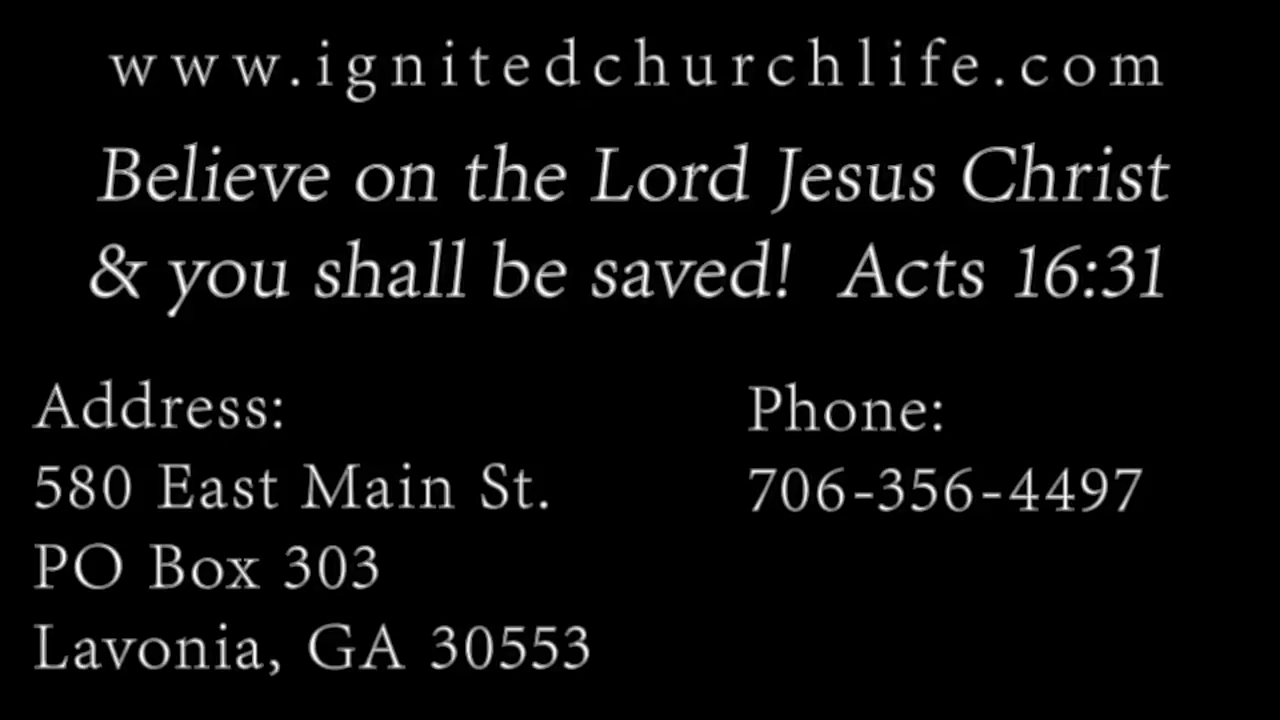 www.ignitedchurchlife.com
Believe on the Lord Jesus Christ
& you shall be saved!  Acts 16:31
Address:
580 East Main St.
PO Box 303
Lavonia, GA 30553
Phone:
706-356-4497